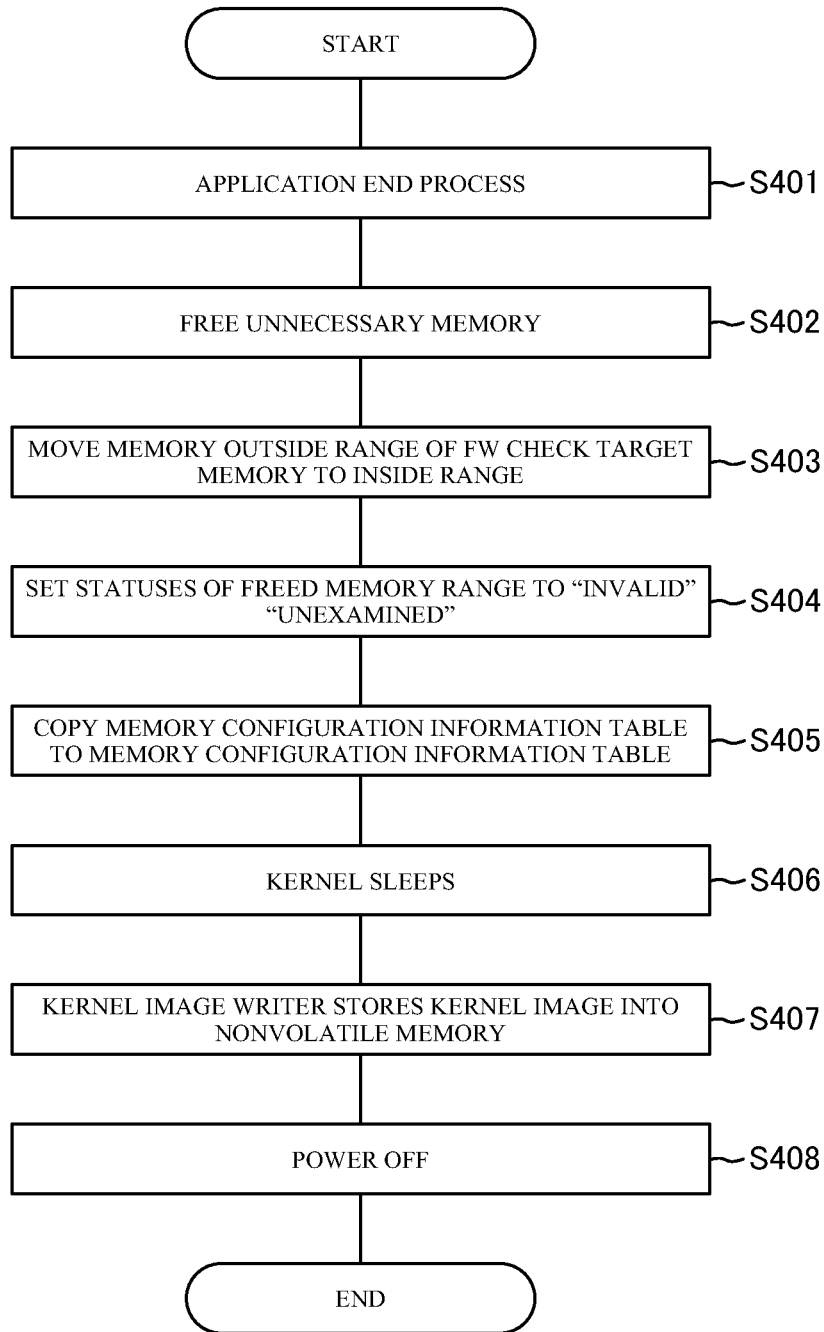 START
APPLICATION END PROCESS
S401
FREE UNNECESSARY MEMORY
S402
MOVE MEMORY OUTSIDE RANGE OF FW CHECK TARGET
MEMORY TO INSIDE RANGE
S403
SET STATUSES OF FREED MEMORY RANGE TO “INVALID”
“UNEXAMINED”
S404
COPY MEMORY CONFIGURATION INFORMATION TABLE
TO MEMORY CONFIGURATION INFORMATION TABLE
S405
KERNEL SLEEPS
S406
KERNEL IMAGE WRITER STORES KERNEL IMAGE INTO
NONVOLATILE MEMORY
S407
POWER OFF
S408
END